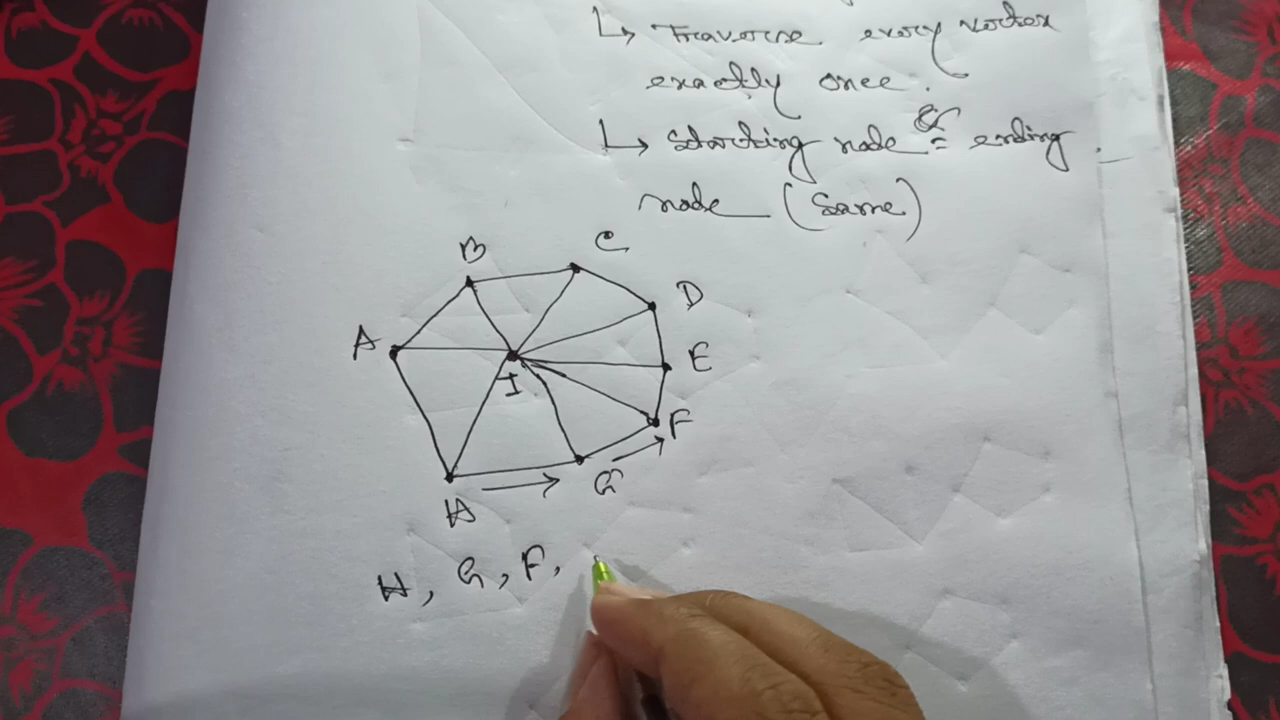 ↳ Traverse every vertex
exactly once.
↳ starting node & = ending
node (same)
B C
D
A
E
I
F
G
H
H, G, F,